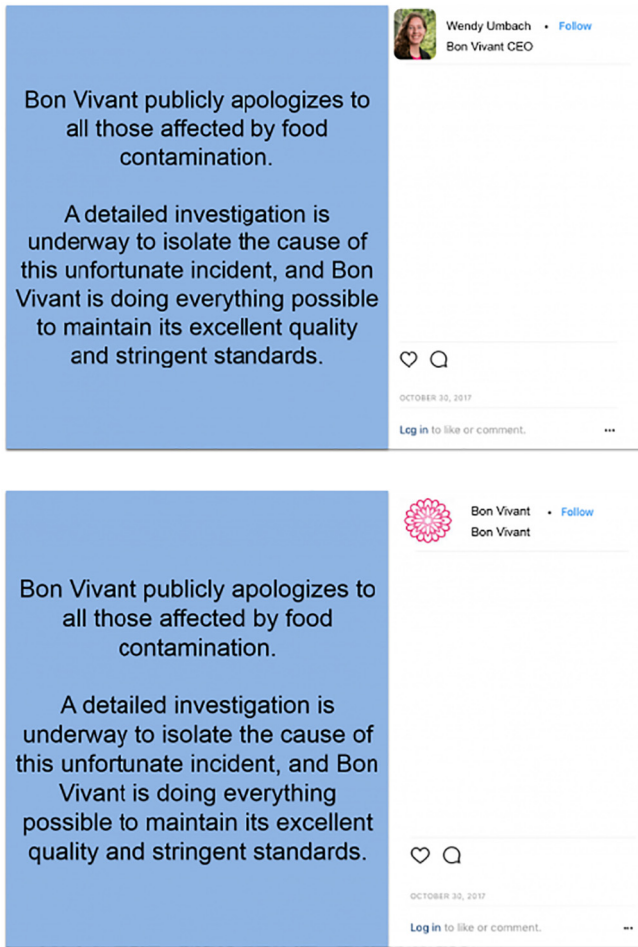 Bon Vivant publicly apologizes to
all those affected by food
contamination.
A detailed investigation is
underway to isolate the cause of
this unfortunate incident, and Bon
Vivant is doing everything possible
to maintain its excellent quality
and stringent standards.
Wendy Umbach • Follow
Bon Vivant CEO
OCTOBER 30, 2017
Log in to like or comment.
Bon Vivant publicly apologizes to
all those affected by food
contamination.
A detailed investigation is
underway to isolate the cause of
this unfortunate incident, and Bon
Vivant is doing everything
possible to maintain its excellent
quality and stringent standards.
Bon Vivant • Follow
Bon Vivant
OCTOBER 30, 2017
Log in to like or comment.